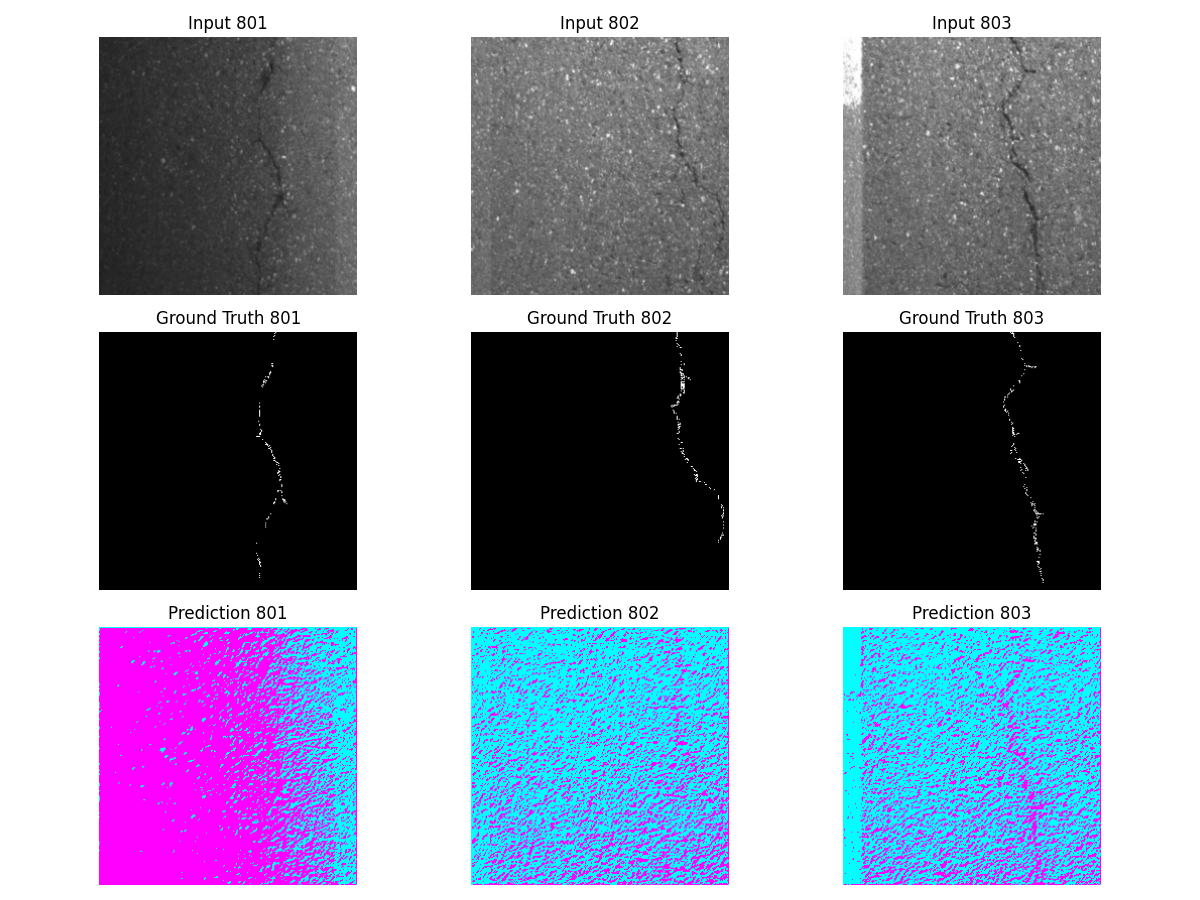 Input 801
Input 802
Input 803
Ground Truth 801
Ground Truth 802
Ground Truth 803
Prediction 801
Prediction 802
Prediction 803